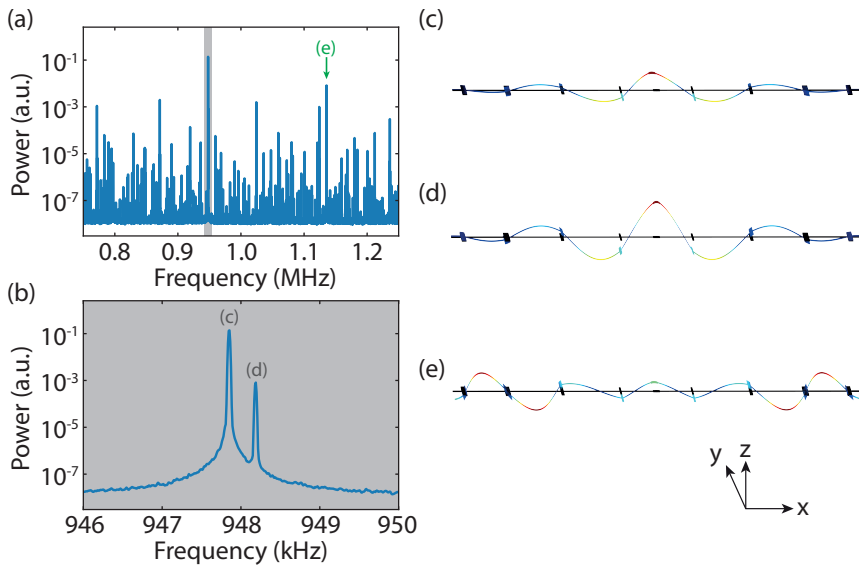 (a)
Power (a.u.)
10⁻¹
10⁻³
10⁻⁵
10⁻⁷
(e)
0.8 0.9 1.0 1.1 1.2
Frequency (MHz)
(b)
Power (a.u.)
10⁻¹
10⁻³
10⁻⁵
10⁻⁷
(c)
(d)
946 947 948 949 950
Frequency (kHz)
(c)
(d)
(e)
y z
x